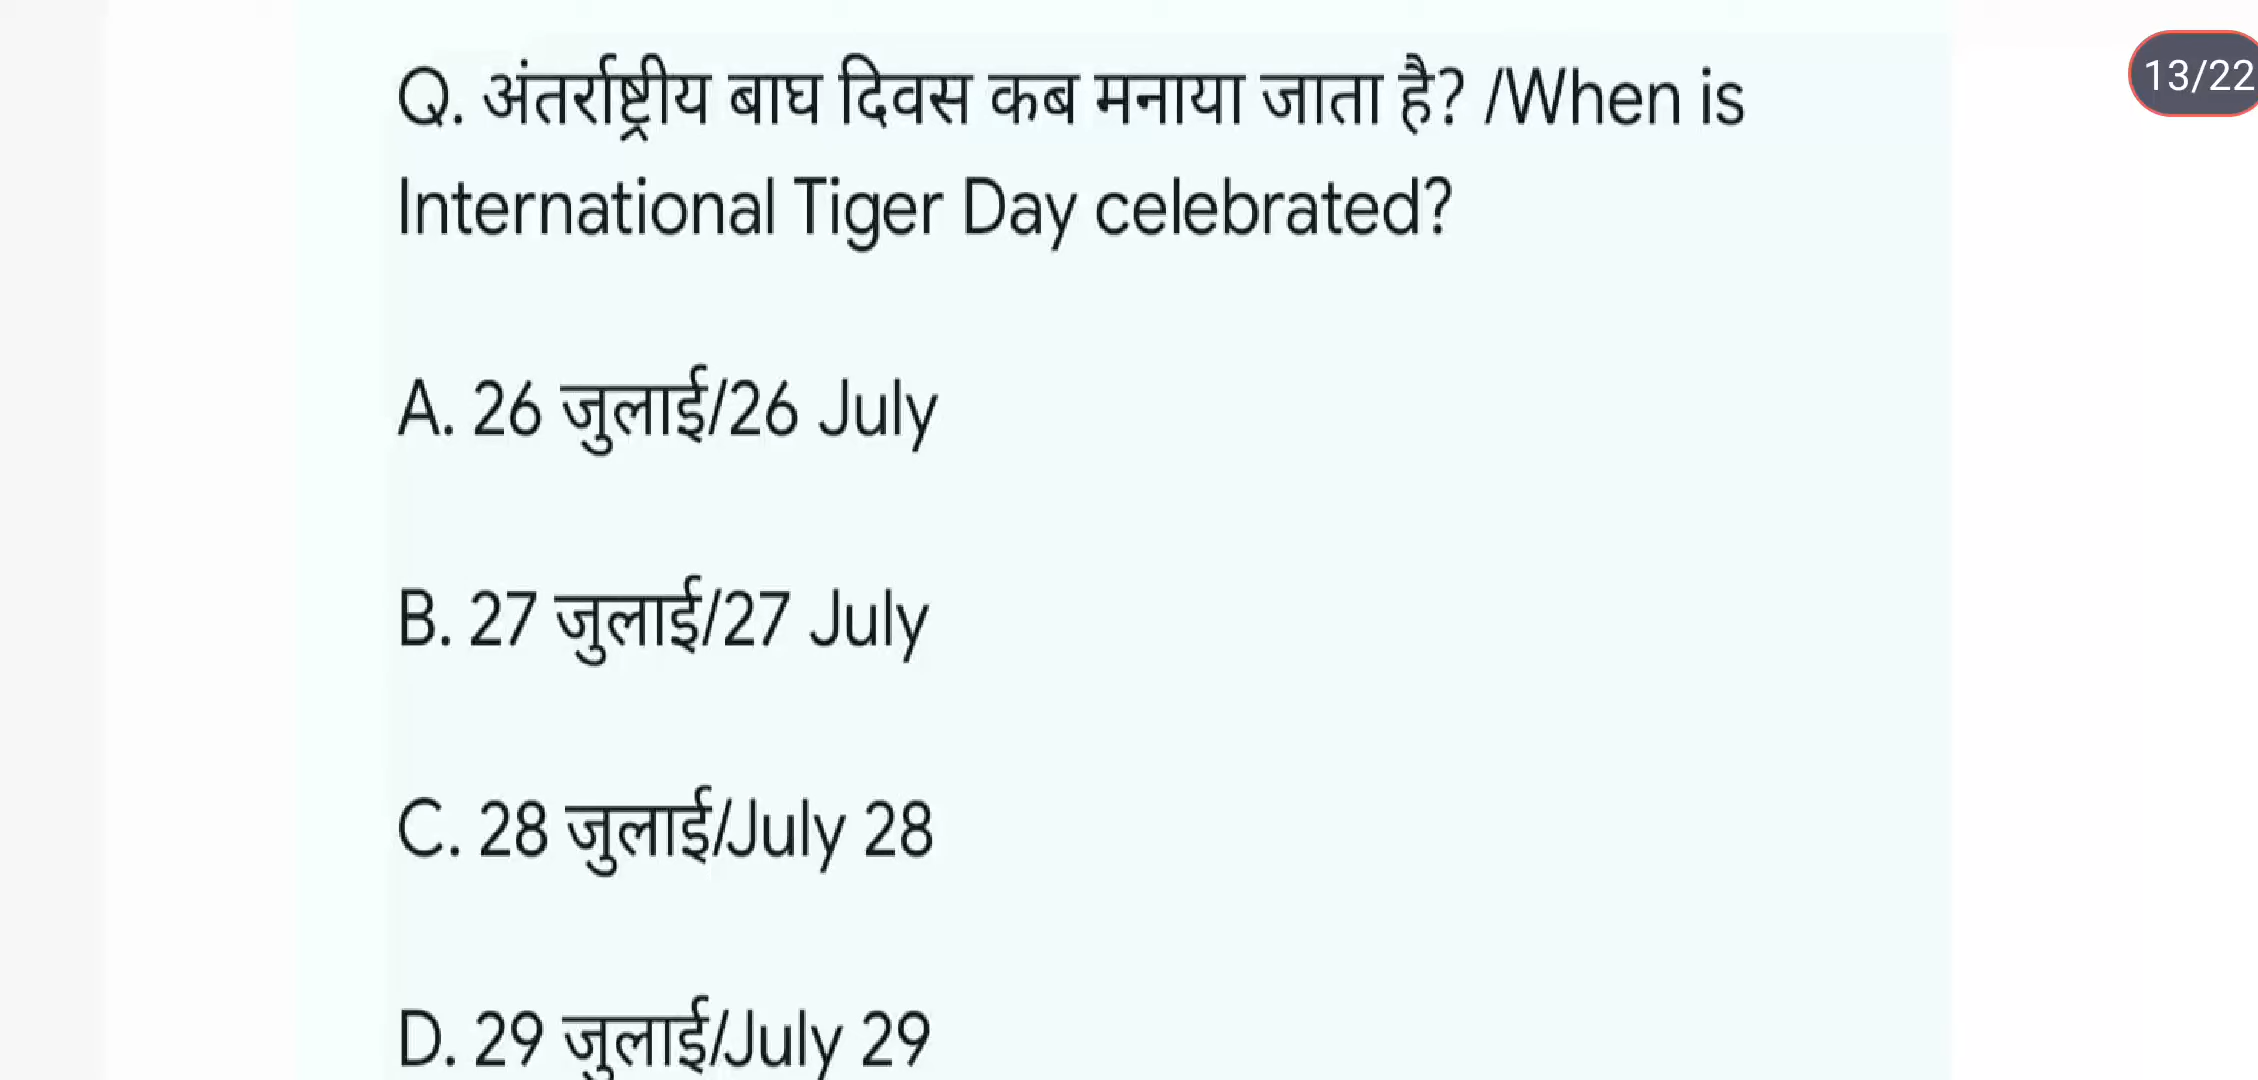 Q. अंतर्राष्ट्रीय बाघ दिवस कब मनाया जाता है? /When is
International Tiger Day celebrated?
13/22
A. 26 जुलाई/26 July
B. 27 जुलाई/27 July
C. 28 जुलाई/July 28
D. 29 जुलाई/July 29